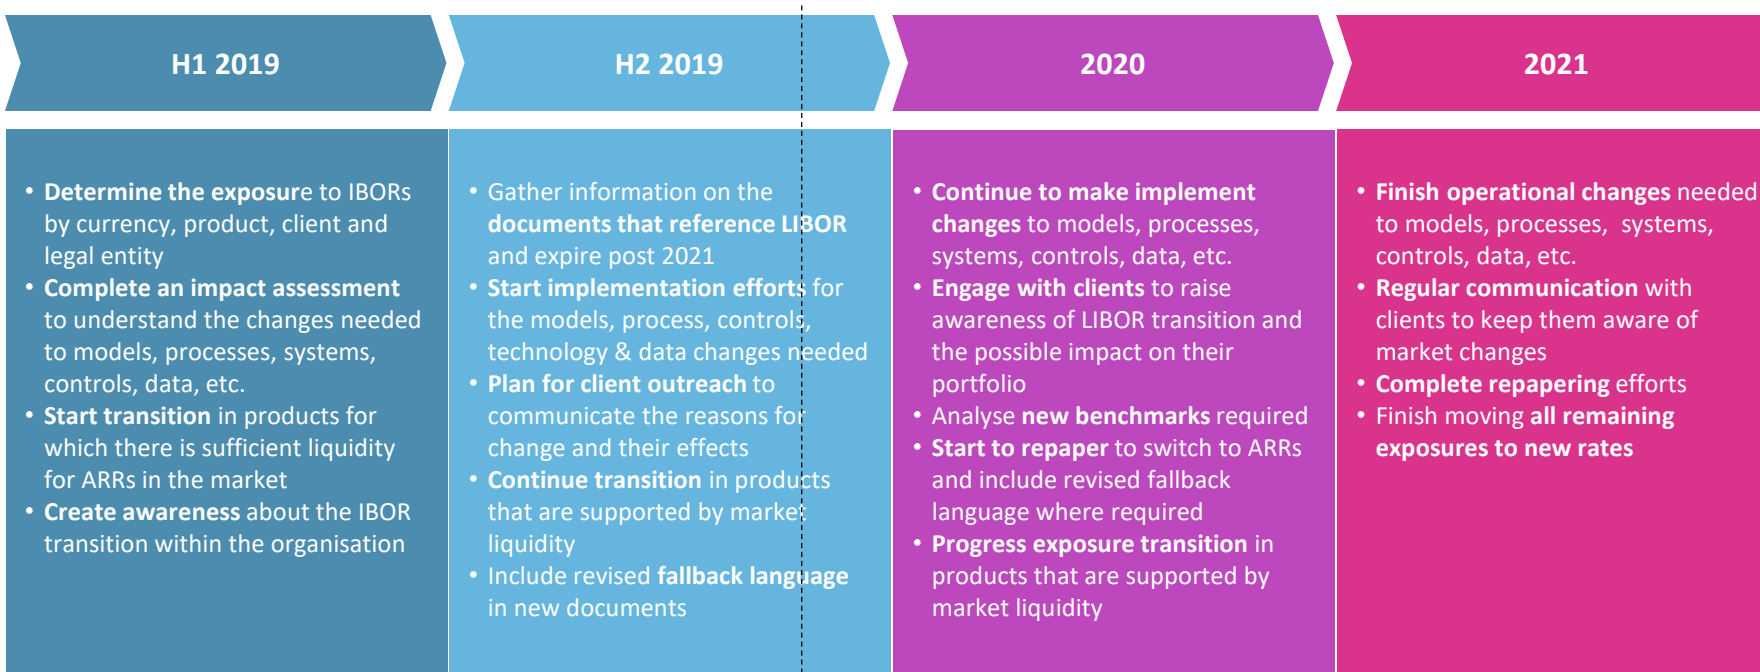 H1 2019
H2 2019
2020
2021
• Determine the exposure to IBORs
by currency, product, client and
legal entity
• Complete an impact assessment
to understand the changes needed
to models, processes, systems,
controls, data, etc.
• Start transition in products for
which there is sufficient liquidity
for ARRs in the market
• Create awareness about the IBOR
transition within the organisation
• Gather information on the
documents that reference LIBOR
and expire post 2021
• Start implementation efforts for
the models, process, controls,
technology & data changes needed
• Plan for client outreach to
communicate the reasons for
change and their effects
• Continue transition in products
that are supported by market
liquidity
• Include revised fallback language
in new documents
• Continue to make implement
changes to models, processes,
systems, controls, data, etc.
• Engage with clients to raise
awareness of LIBOR transition and
the possible impact on their
portfolio
• Analyse new benchmarks required
• Start to repaper to switch to ARRs
and include revised fallback
language where required
• Progress exposure transition in
products that are supported by
market liquidity
• Finish operational changes needed
to models, processes, systems,
controls, data, etc.
• Regular communication with
clients to keep them aware of
market changes
• Complete repapering efforts
• Finish moving all remaining
exposures to new rates